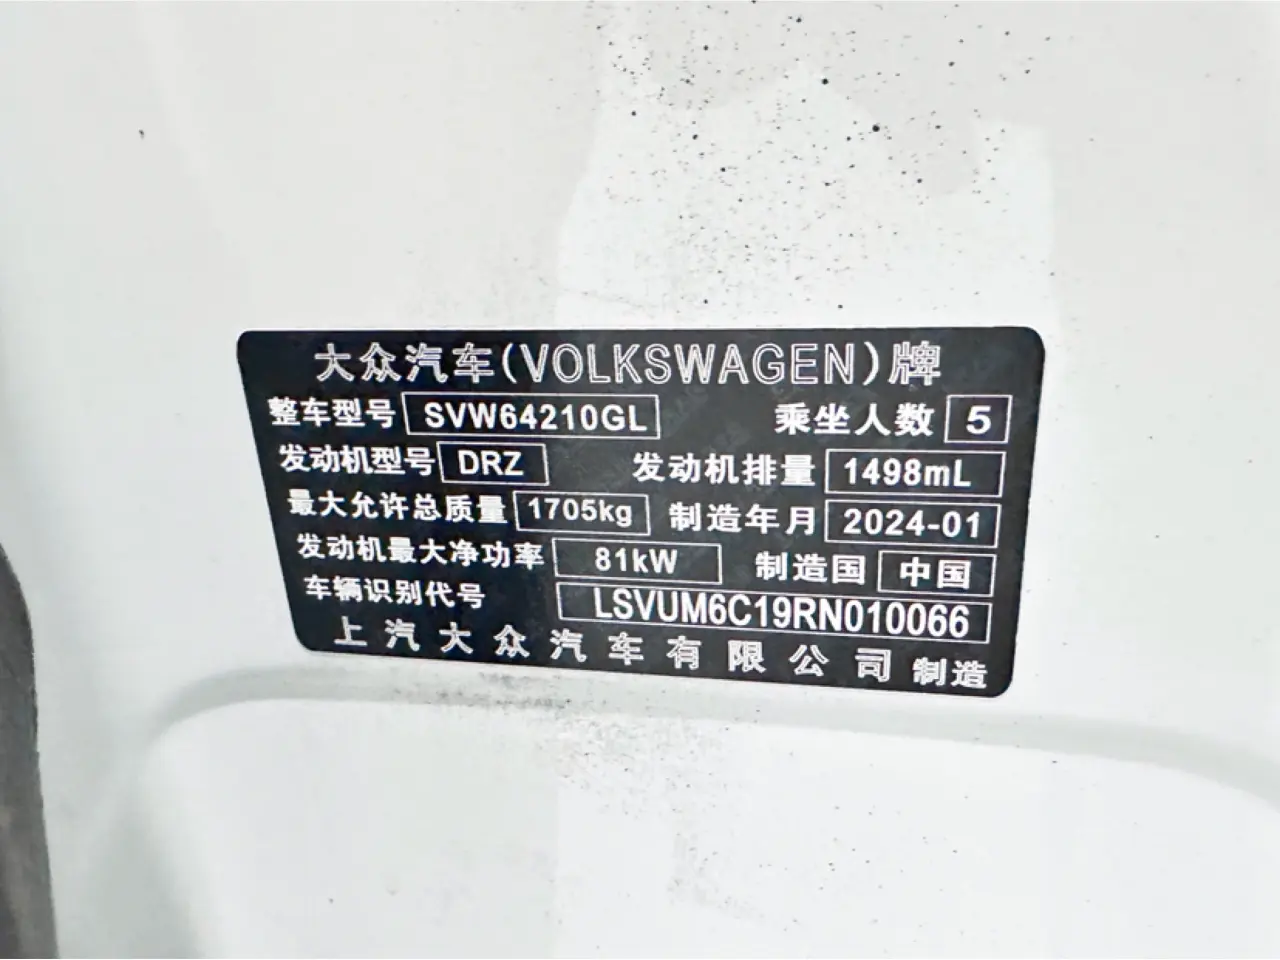 大众汽车(VOLKSWAGEN)牌
整车型号 SVW64210GL 乘坐人数 5
发动机型号 DRZ 发动机排量 1498mL
最大允许总质量 1705kg 制造年月 2024-01
发动机最大净功率 81kW 制造国 中国
车辆识别代号 LSVUM6C19RN010066
上汽大众汽车有限公司 制造